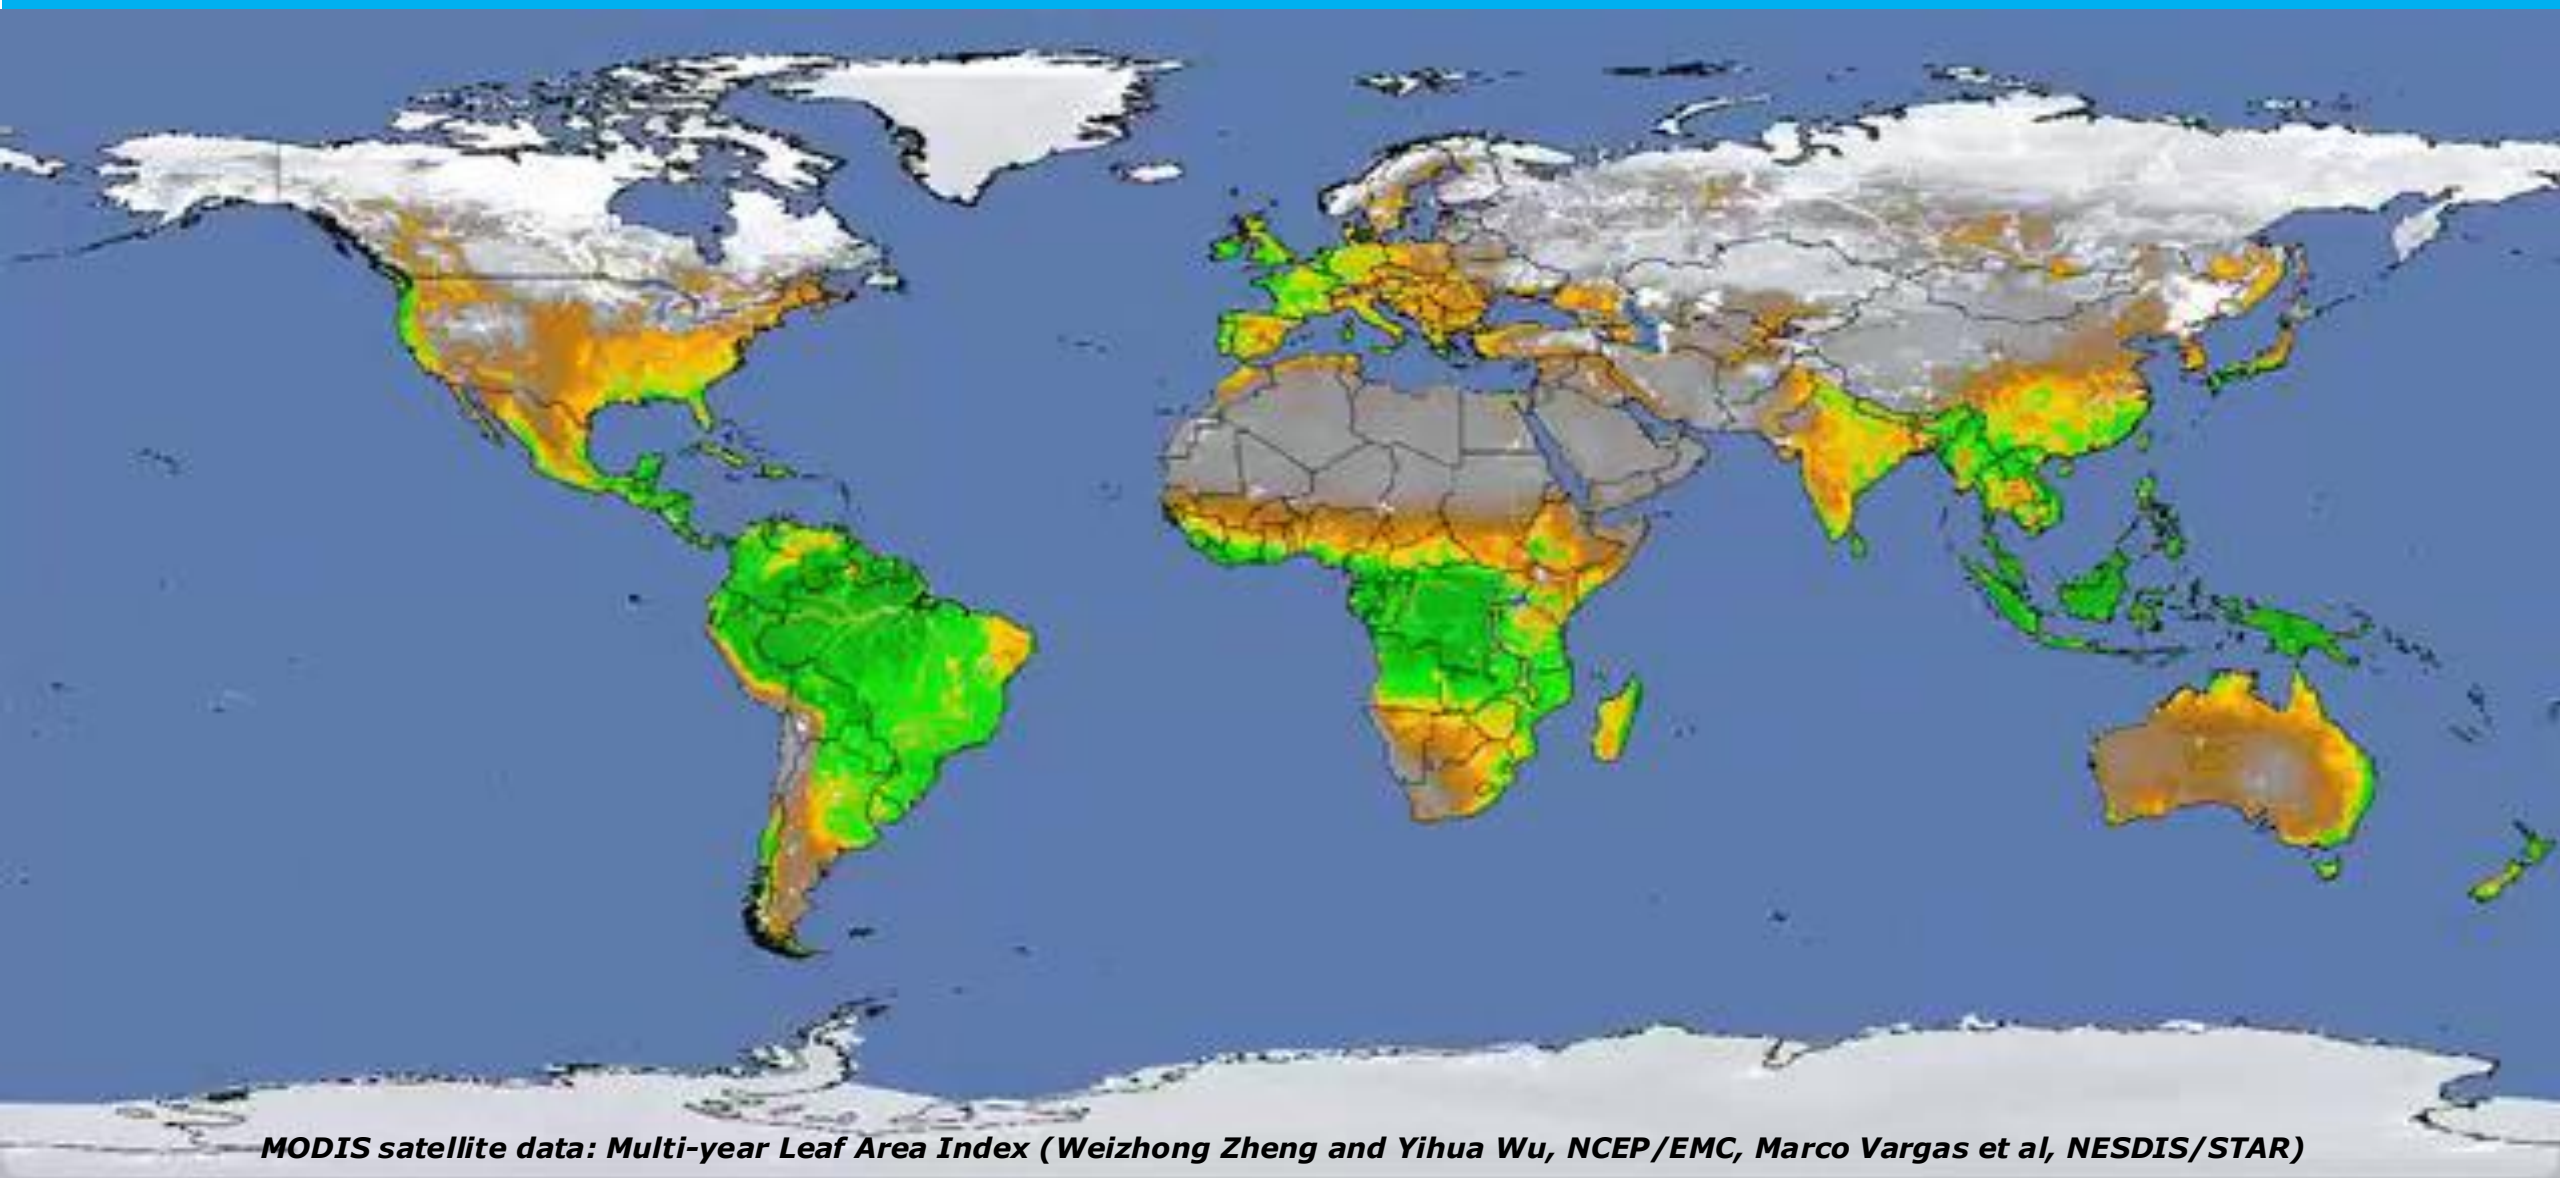 MODIS satellite data: Multi-year Leaf Area Index (Weizhong Zheng and Yihua Wu, NCEP/EMC, Marco Vargas et al, NESDIS/STAR)